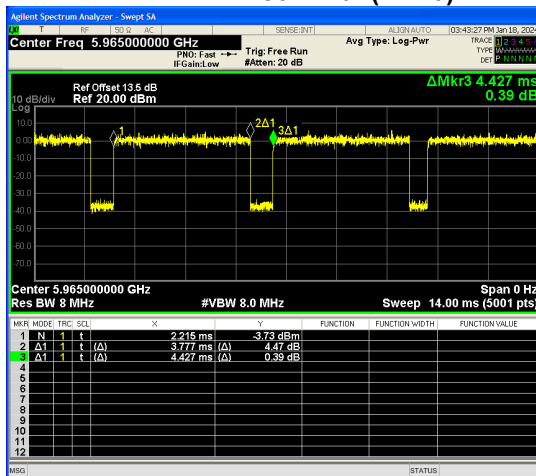 Agilent Spectrum Analyzer - Swept SA
LXI T RF 50 Ω AC SENSE:INT ALIGN AUTO 03:43:27 PM Jan 18, 2024
Center Freq 5.965000000 GHz
PNO: Fast
IFGain:Low
Trig: Free Run
#Atten: 20 dB
Avg Type: Log-Pwr
TRACE 1 2 3 4 5
TYPE
DET P N N N N
ΔMkr3 4.427 ms
0.39 dB
Ref Offset 13.5 dB
10 dB/div Ref 20.00 dBm
Log
10.0
0.00
-10.0
-20.0
-30.0
-40.0
-50.0
-60.0
-70.0
1
2Δ1
3Δ1
Center 5.965000000 GHz Span 0 Hz
Res BW 8 MHz #VBW 8.0 MHz Sweep 14.00 ms (5001 pts)
MKR MODE TRC SCL X Y FUNCTION FUNCTION WIDTH FUNCTION VALUE
1 N 1 t 2.215 ms -3.73 dBm
2 Δ1 1 t (Δ) 3.777 ms (Δ) 4.47 dB
3 Δ1 1 t (Δ) 4.427 ms (Δ) 0.39 dB
4
5
6
7
8
9
10
11
12
MSG STATUS